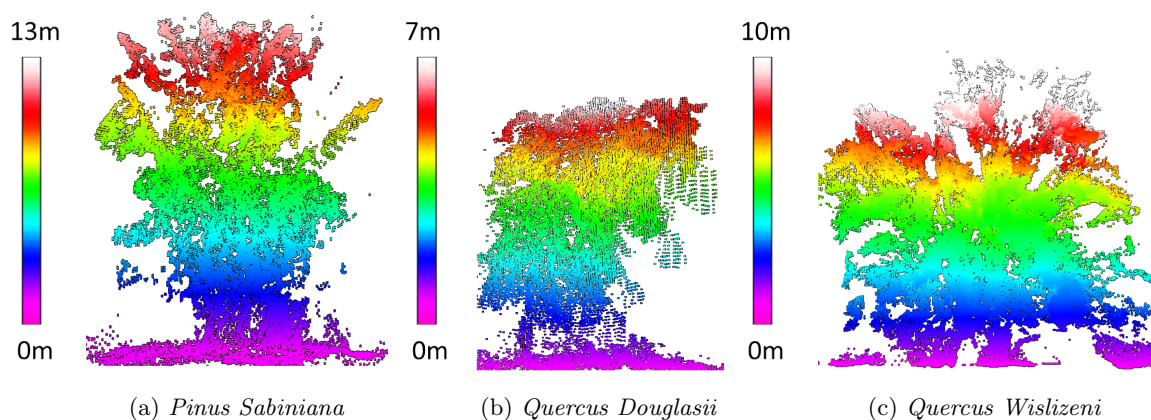 13m
0m
7m
0m
10m
0m
(a) Pinus Sabiniana
(b) Quercus Douglasii
(c) Quercus Wislizeni